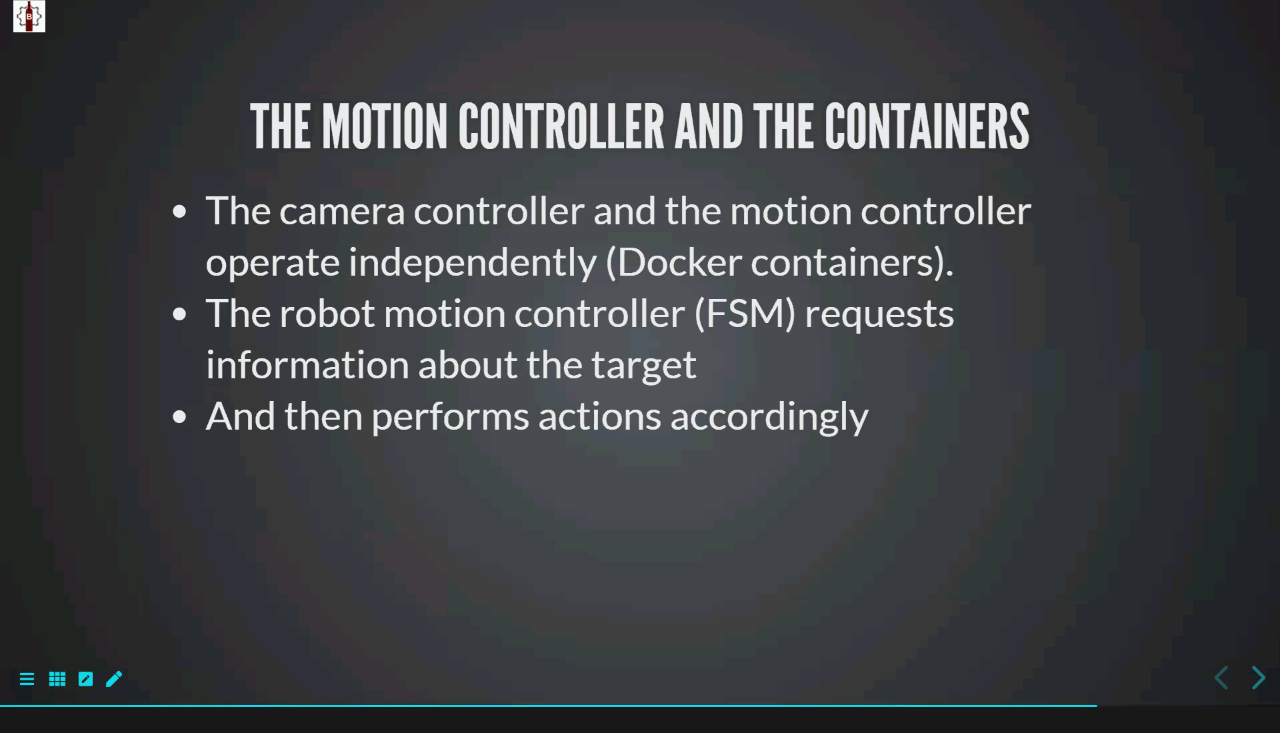 THE MOTION CONTROLLER AND THE CONTAINERS
The camera controller and the motion controller
operate independently (Docker containers).
The robot motion controller (FSM) requests
information about the target
And then performs actions accordingly